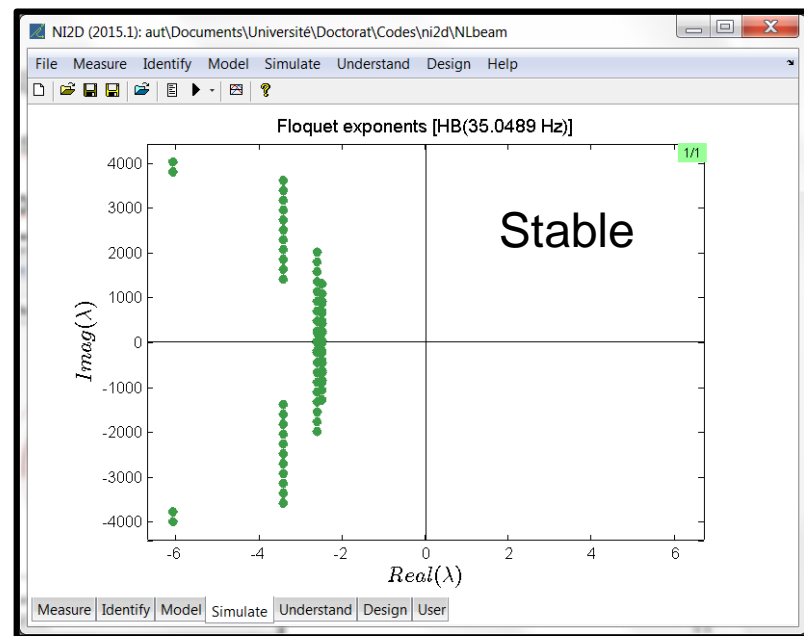 NI2D (2015.1): aut\Documents\Université\Doctorat\Codes\ni2d\NLbeam
File Measure Identify Model Simulate Understand Design Help
Floquet exponents [HB(35.0489 Hz)]
1/1
Stable
4000
3000
2000
1000
0
-1000
-2000
-3000
-4000
Imag(λ)
-6 -4 -2 0 2 4 6
Real(λ)
Measure Identify Model Simulate Understand Design User